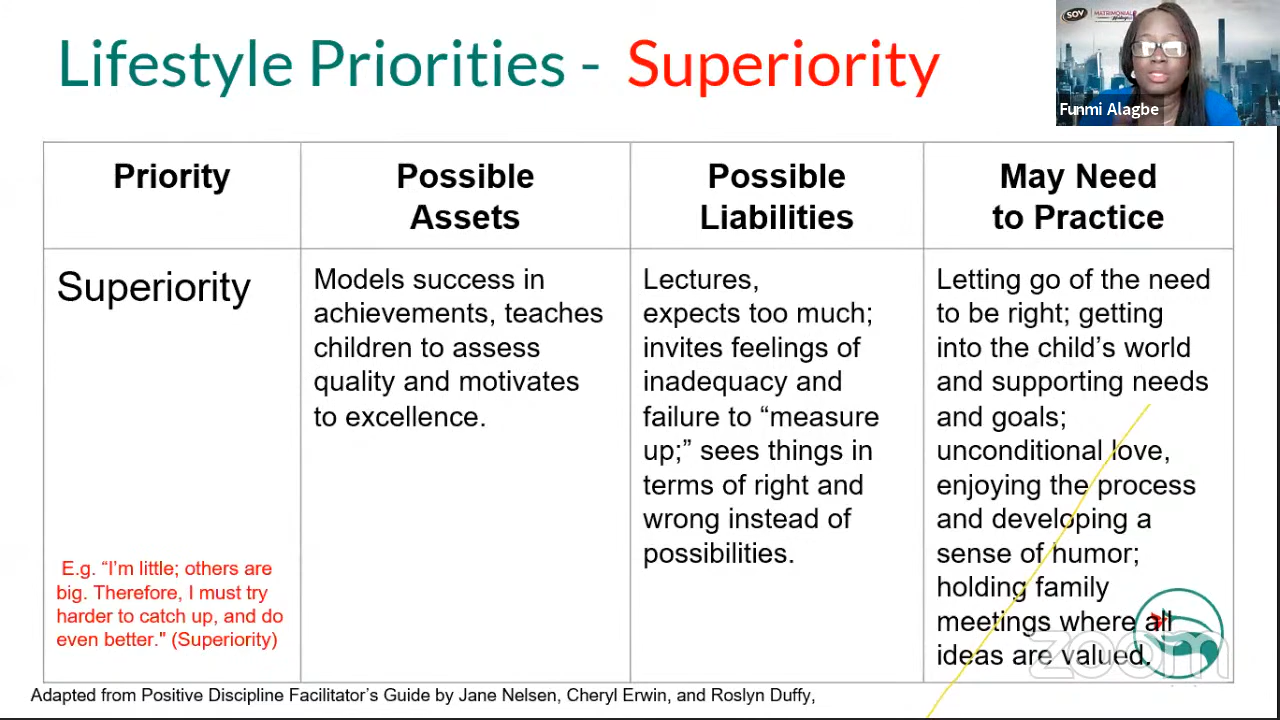 Lifestyle Priorities - Superiority
SOV
MATRIMONIALE
Funmi Alagbe
Priority
Possible
Assets
Possible
Liabilities
May Need
to Practice
Superiority
E.g. “I’m little; others are
big. Therefore, I must try
harder to catch up, and do
even better." (Superiority)
Models success in
achievements, teaches
children to assess
quality and motivates
to excellence.
Lectures,
expects too much;
invites feelings of
inadequacy and
failure to “measure
up;” sees things in
terms of right and
wrong instead of
possibilities.
Letting go of the need
to be right; getting
into the child’s world
and supporting needs
and goals;
unconditional love,
enjoying the process
and developing a
sense of humor;
holding family
meetings where all
ideas are valued.
zoom
Adapted from Positive Discipline Facilitator’s Guide by Jane Nelsen, Cheryl Erwin, and Roslyn Duffy,